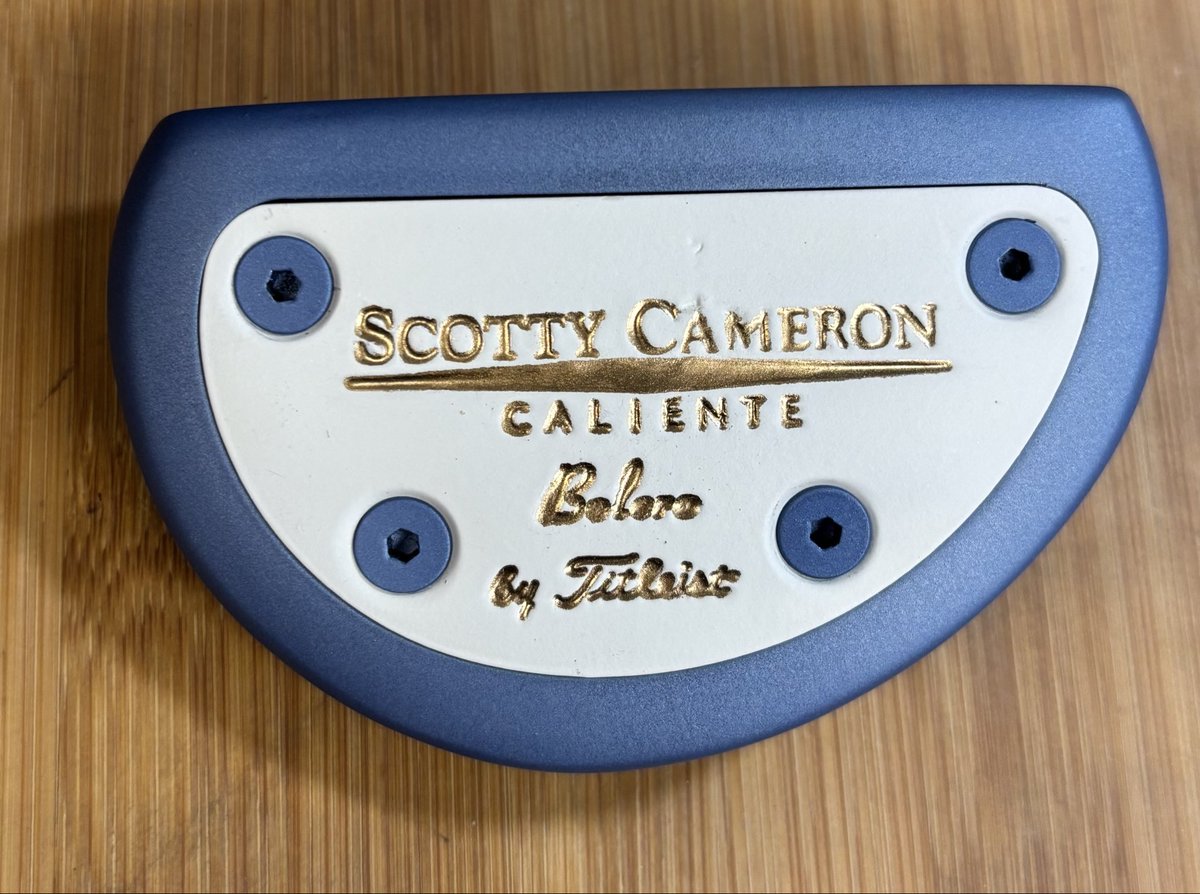 SCOTTY CAMERON
CALIENTE
Bolero
by Titleist